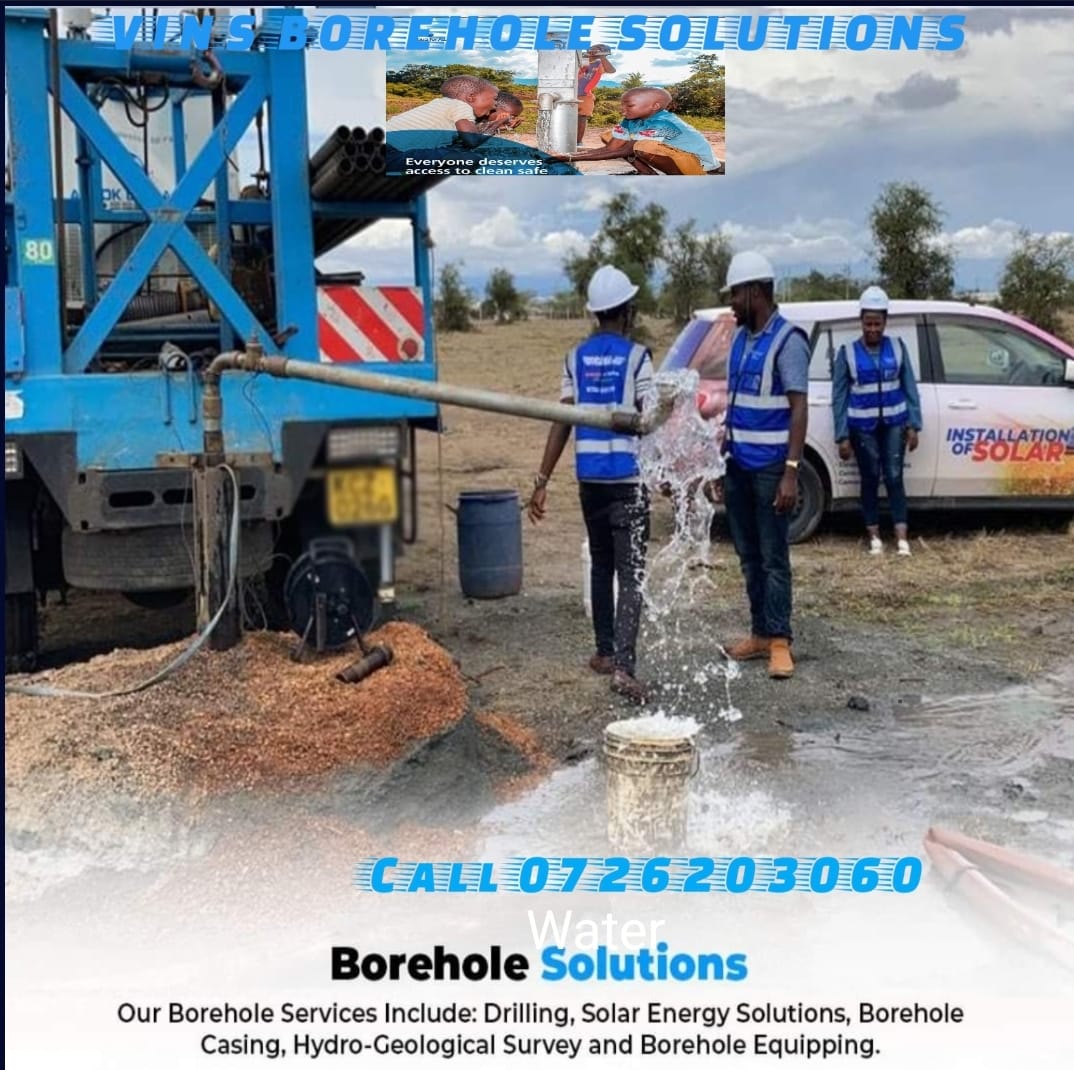 VINS BOREHOLE SOLUTIONS
Everyone deserves
access to clean safe
80
INSTALLATION
OF SOLAR
CALL 0726203060
Water
Borehole Solutions
Our Borehole Services Include: Drilling, Solar Energy Solutions, Borehole
Casing, Hydro-Geological Survey and Borehole Equipping.